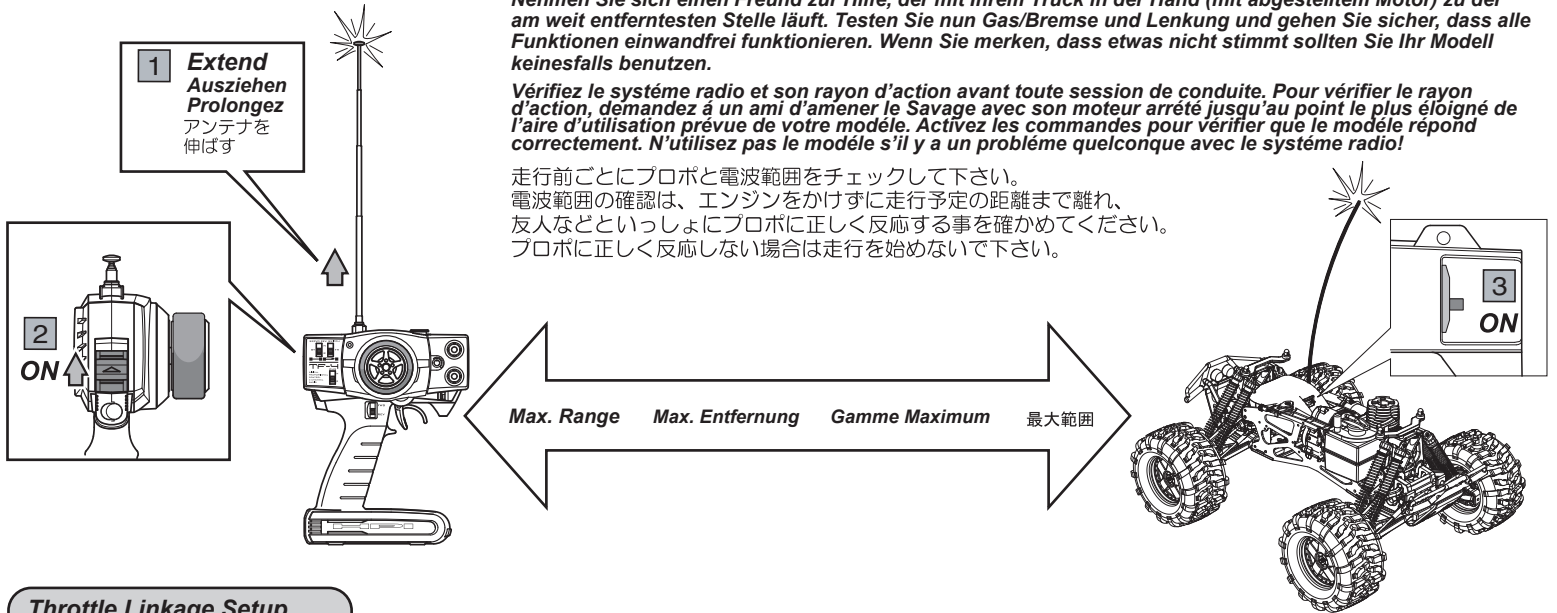 Nehmen Sie sich einen Freund zur Hilfe, der mit Ihrem Truck in der Hand (mit abgestelltem Motor) zu der
am weit entferntesten Stelle läuft. Testen Sie nun Gas/Bremse und Lenkung und gehen Sie sicher, dass alle
Funktionen einwandfrei funktionieren. Wenn Sie merken, dass etwas nicht stimmt sollten Sie Ihr Modell
keinesfalls benutzen.
Vérifiez le systéme radio et son rayon d'action avant toute session de conduite. Pour vérifier le rayon
d'action, demandez á un ami d'amener le Savage avec son moteur arrété jusqu'au point le plus éloigné de
l'aire d'utilisation prévue de votre modéle. Activez les commandes pour vérifier que le modéle répond
correctement. N'utilisez pas le modéle s'il y a un probléme quelconque avec le systéme radio!
走行前ごとにプロポと電波範囲をチェックして下さい。
電波範囲の確認は、エンジンをかけずに走行予定の距離まで離れ、
友人などといっしょにプロポに正しく反応する事を確かめてください。
プロポに正しく反応しない場合は走行を始めないで下さい。
1 Extend
Ausziehen
Prolongez
アンテナを
伸ばす
2
ON
3
ON
Max. Range Max. Entfernung Gamme Maximum 最大範囲
Throttle Linkage Setup